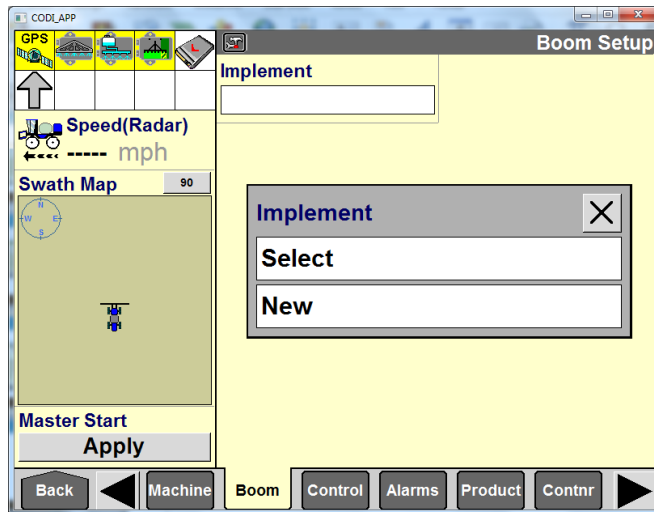 CODI_APP
GPS
Boom Setup
Implement
Speed(Radar)
----- mph
Swath Map
90
N
W E
S
Implement
Select
New
Master Start
Apply
Back
Machine
Boom
Control
Alarms
Product
Contnr